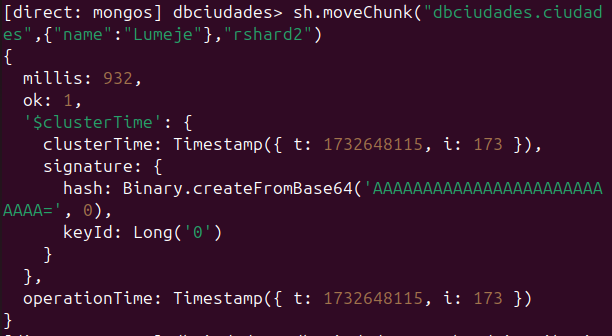 [direct: mongos] dbciudades> sh.moveChunk("dbciudades.ciudad
es",{"name":"Lumeje"},"rshard2")
{
  millis: 932,
  ok: 1,
  '$clusterTime': {
    clusterTime: Timestamp({ t: 1732648115, i: 173 }),
    signature: {
      hash: Binary.createFromBase64('AAAAAAAAAAAAAAAAAAAAAAA
AAAA=', 0),
      keyId: Long('0')
    }
  },
  operationTime: Timestamp({ t: 1732648115, i: 173 })
}